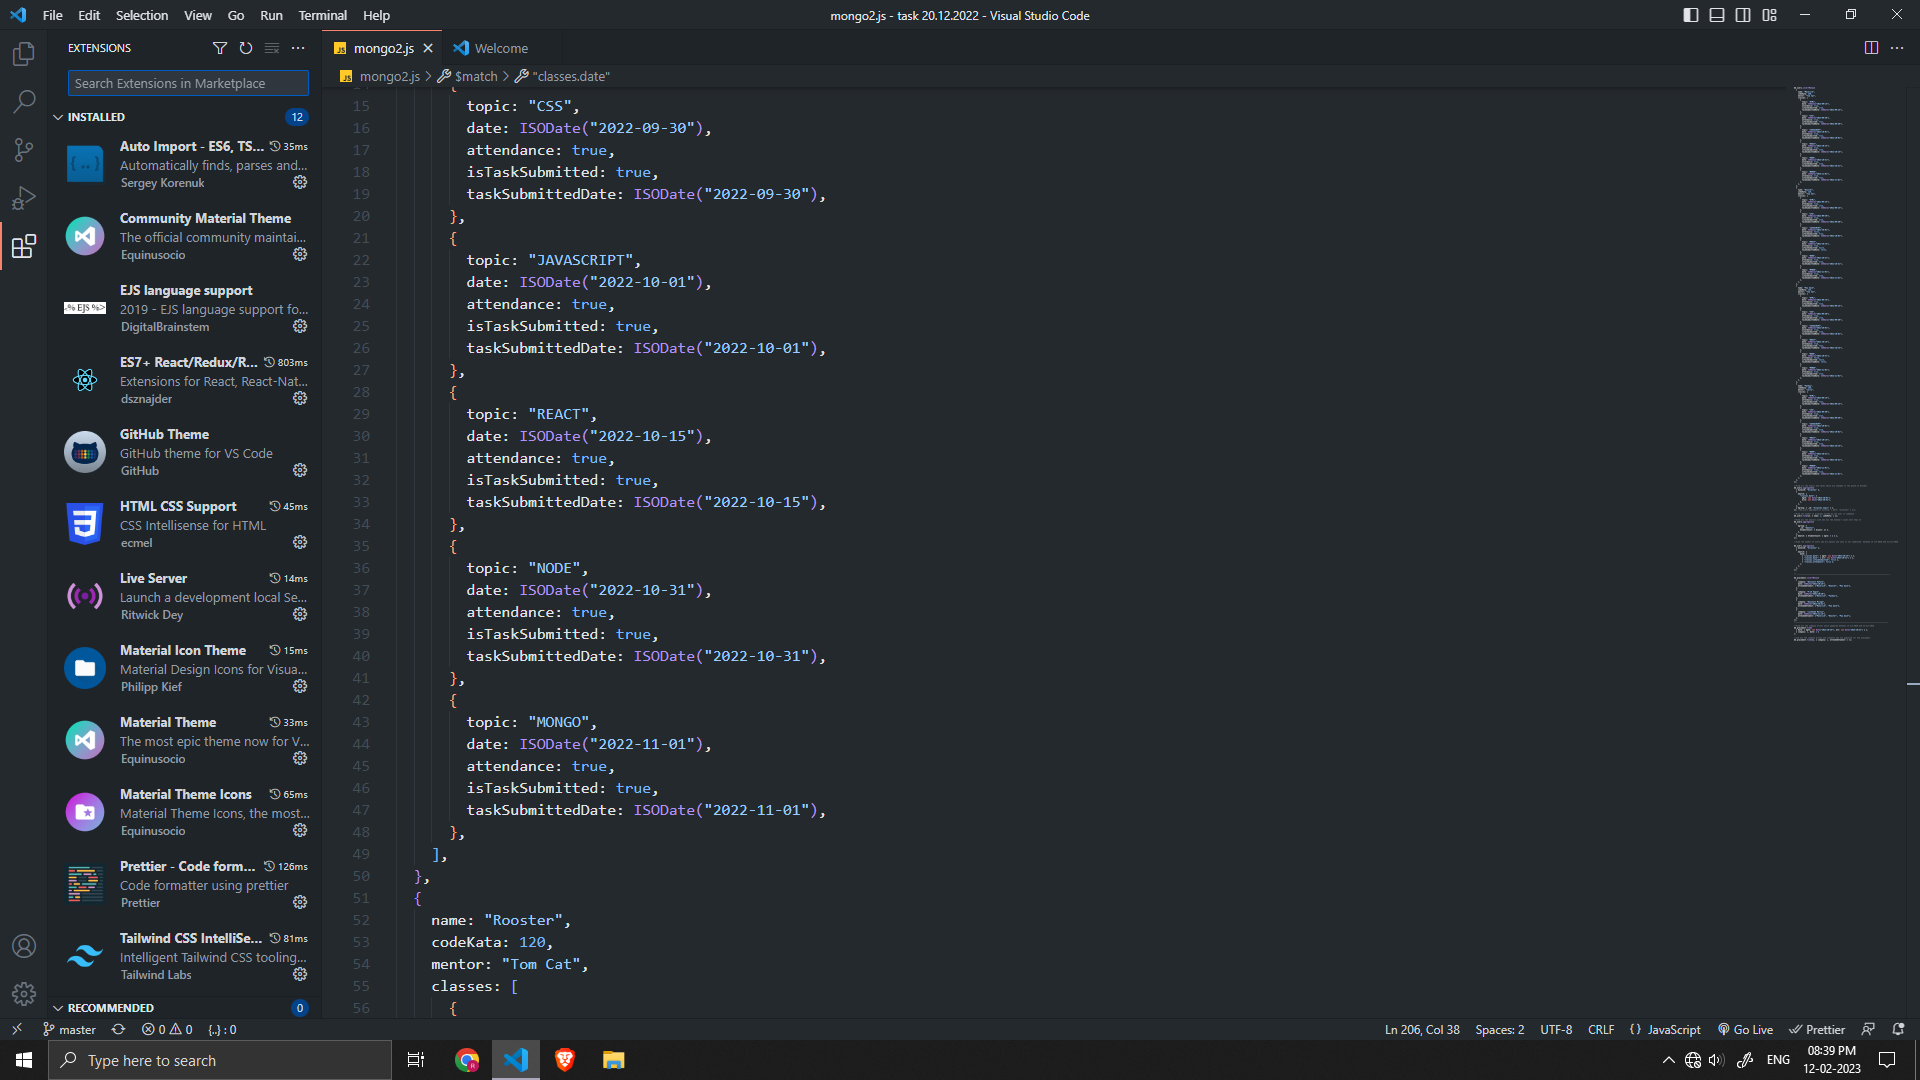 File Edit Selection View Go Run Terminal Help
mongo2.js - task 20.12.2022 - Visual Studio Code
EXTENSIONS
Search Extensions in Marketplace
INSTALLED 12
Auto Import - ES6, TS... 35ms
Automatically finds, parses and...
Sergey Korenuk
Community Material Theme
The official community maintai...
Equinusocio
EJS language support
2019 - EJS language support fo...
DigitalBrainstem
ES7+ React/Redux/R... 803ms
Extensions for React, React-Nat...
dsznajder
GitHub Theme
GitHub theme for VS Code
GitHub
HTML CSS Support 45ms
CSS Intellisense for HTML
ecmel
Live Server 14ms
Launch a development local Se...
Ritwick Dey
Material Icon Theme 15ms
Material Design Icons for Visua...
Philipp Kief
Material Theme 33ms
The most epic theme now for V...
Equinusocio
Material Theme Icons 65ms
Material Theme Icons, the most...
Equinusocio
Prettier - Code form... 126ms
Code formatter using prettier
Prettier
Tailwind CSS IntelliSe... 81ms
Intelligent Tailwind CSS tooling...
Tailwind Labs
RECOMMENDED 0
JS mongo2.js Welcome
JS mongo2.js > $match > "classes.date"
15 topic: "CSS",
16 date: ISODate("2022-09-30"),
17 attendance: true,
18 isTaskSubmitted: true,
19 taskSubmittedDate: ISODate("2022-09-30"),
20 },
21 {
22 topic: "JAVASCRIPT",
23 date: ISODate("2022-10-01"),
24 attendance: true,
25 isTaskSubmitted: true,
26 taskSubmittedDate: ISODate("2022-10-01"),
27 },
28 {
29 topic: "REACT",
30 date: ISODate("2022-10-15"),
31 attendance: true,
32 isTaskSubmitted: true,
33 taskSubmittedDate: ISODate("2022-10-15"),
34 },
35 {
36 topic: "NODE",
37 date: ISODate("2022-10-31"),
38 attendance: true,
39 isTaskSubmitted: true,
40 taskSubmittedDate: ISODate("2022-10-31"),
41 },
42 {
43 topic: "MONGO",
44 date: ISODate("2022-11-01"),
45 attendance: true,
46 isTaskSubmitted: true,
47 taskSubmittedDate: ISODate("2022-11-01"),
48 },
49 ],
50 },
51 {
52 name: "Rooster",
53 codeKata: 120,
54 mentor: "Tom Cat",
55 classes: [
56 {
master 0 0 {..} : 0
Ln 206, Col 38 Spaces: 2 UTF-8 CRLF {} JavaScript Go Live Prettier
Type here to search
ENG 08:39 PM
12-02-2023